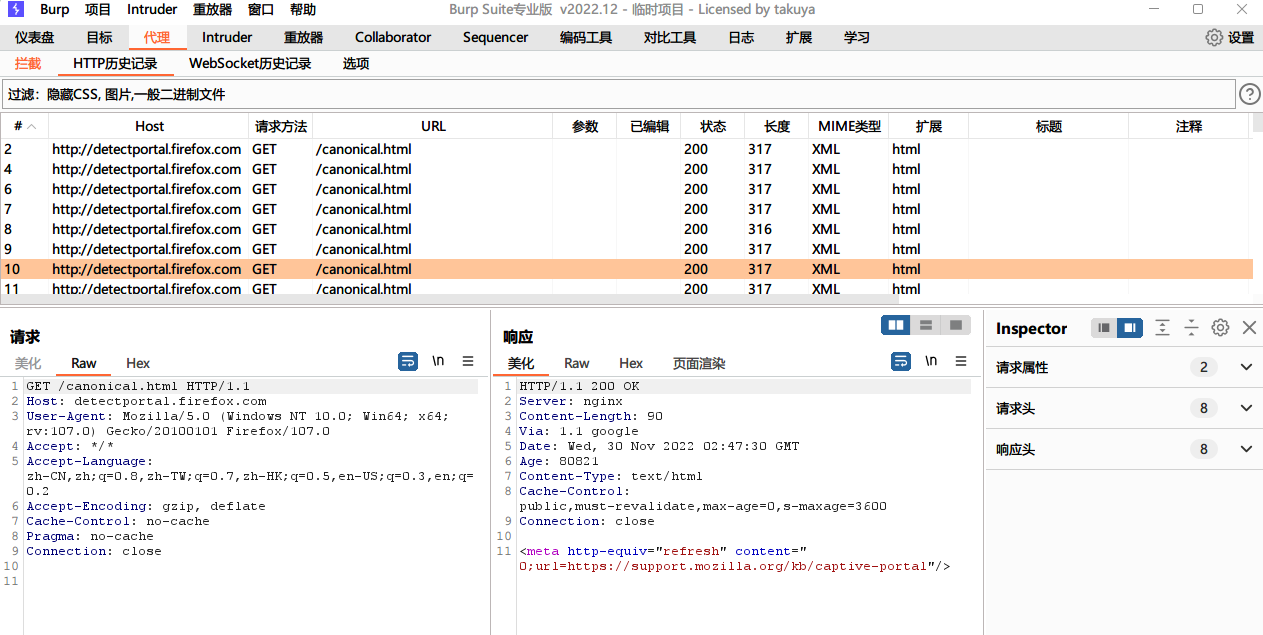 Burp 项目 Intruder 重放器 窗口 帮助 Burp Suite专业版 v2022.12 - 临时项目 - Licensed by takuya
仪表盘 目标 代理 Intruder 重放器 Collaborator Sequencer 编码工具 对比工具 日志 扩展 学习 设置
拦截 HTTP历史记录 WebSocket历史记录 选项
过滤：隐藏CSS, 图片,一般二进制文件
# Host 请求方法 URL 参数 已编辑 状态 长度 MIME类型 扩展 标题 注释
2 http://detectportal.firefox.com GET /canonical.html 200 317 XML html
4 http://detectportal.firefox.com GET /canonical.html 200 317 XML html
6 http://detectportal.firefox.com GET /canonical.html 200 317 XML html
7 http://detectportal.firefox.com GET /canonical.html 200 317 XML html
8 http://detectportal.firefox.com GET /canonical.html 200 316 XML html
9 http://detectportal.firefox.com GET /canonical.html 200 317 XML html
10 http://detectportal.firefox.com GET /canonical.html 200 317 XML html
11 http://detectportal.firefox.com GET /canonical.html 200 317 XML html
请求
美化 Raw Hex \n
1 GET /canonical.html HTTP/1.1
2 Host: detectportal.firefox.com
3 User-Agent: Mozilla/5.0 (Windows NT 10.0; Win64; x64;
rv:107.0) Gecko/20100101 Firefox/107.0
4 Accept: */*
5 Accept-Language:
zh-CN,zh;q=0.8,zh-TW;q=0.7,zh-HK;q=0.5,en-US;q=0.3,en;q=
0.2
6 Accept-Encoding: gzip, deflate
7 Cache-Control: no-cache
8 Pragma: no-cache
9 Connection: close
10
11
响应
美化 Raw Hex 页面渲染 \n
1 HTTP/1.1 200 OK
2 Server: nginx
3 Content-Length: 90
4 Via: 1.1 google
5 Date: Wed, 30 Nov 2022 02:47:30 GMT
6 Age: 80821
7 Content-Type: text/html
8 Cache-Control:
public,must-revalidate,max-age=0,s-maxage=3600
9 Connection: close
10
11 <meta http-equiv="refresh" content="
0;url=https://support.mozilla.org/kb/captive-portal"/>
Inspector
请求属性 2
请求头 8
响应头 8